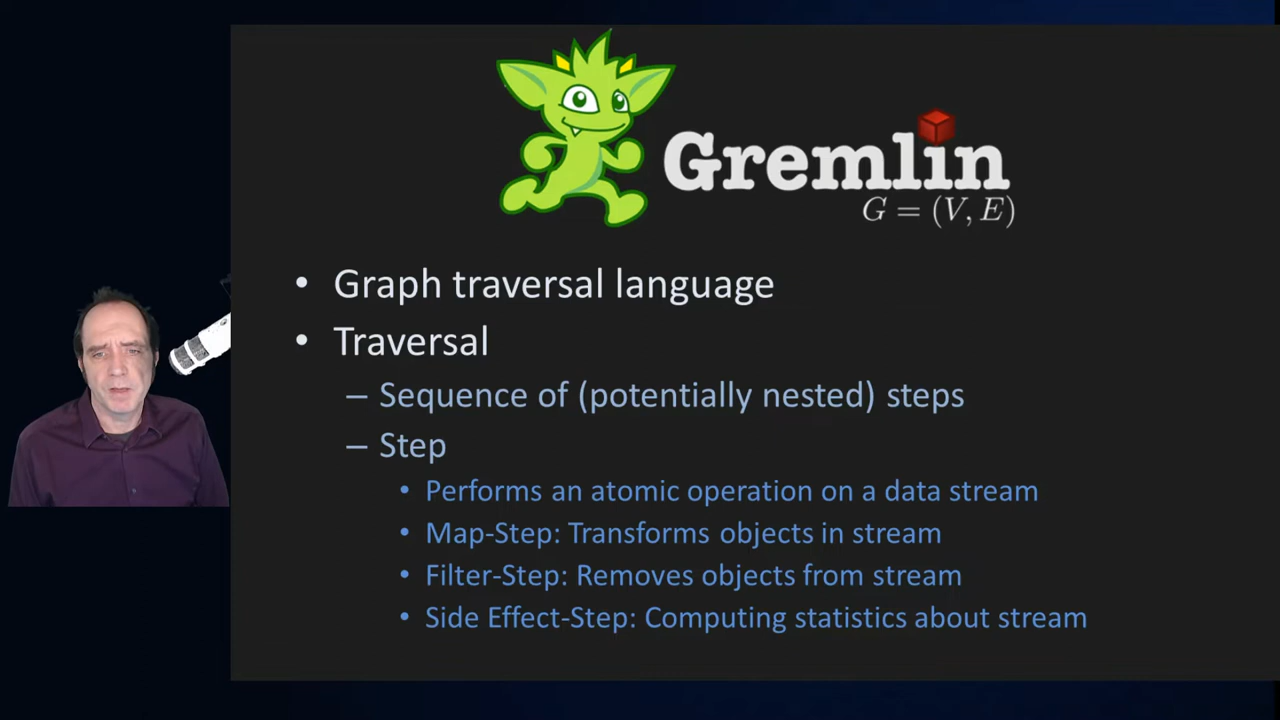 Gremlin
G = (V, E)
• Graph traversal language
• Traversal
– Sequence of (potentially nested) steps
– Step
• Performs an atomic operation on a data stream
• Map-Step: Transforms objects in stream
• Filter-Step: Removes objects from stream
• Side Effect-Step: Computing statistics about stream